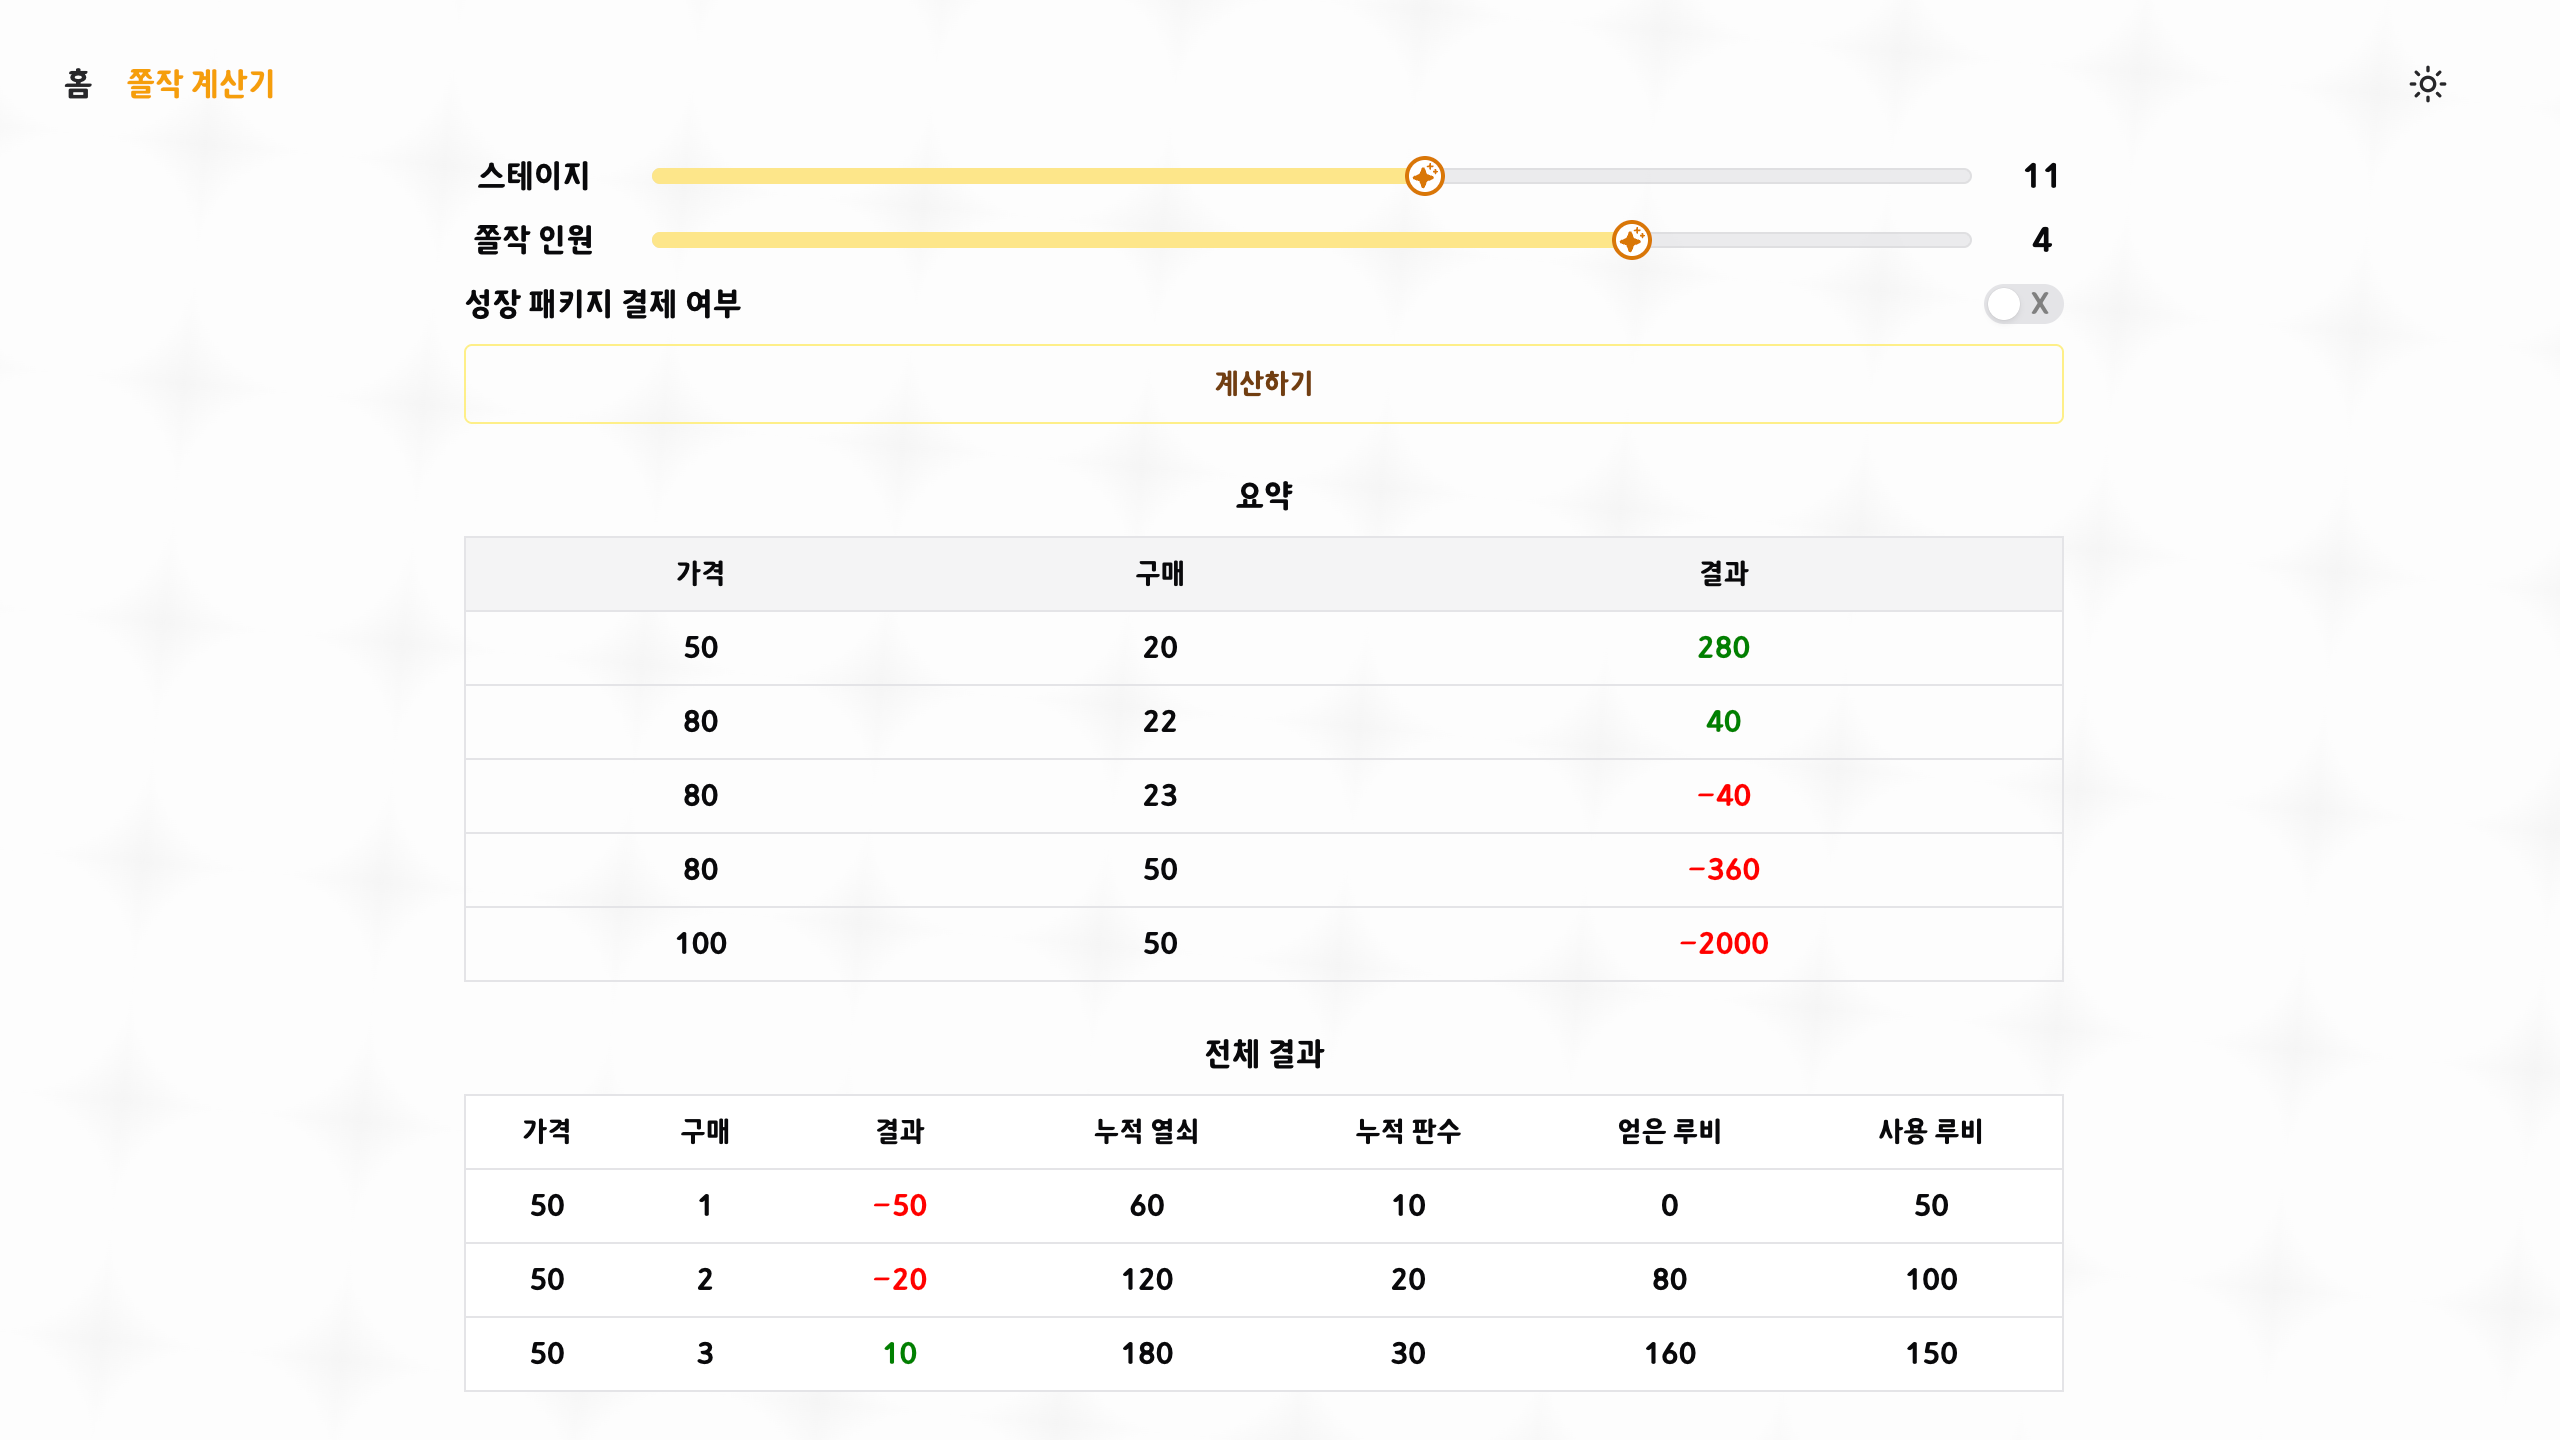 홈 쫄작 계산기
스테이지 11
쫄작 인원 4
성장 패키지 결제 여부 X
계산하기
요약
가격 구매 결과
50 20 280
80 22 40
80 23 -40
80 50 -360
100 50 -2000
전체 결과
가격 구매 결과 누적 열쇠 누적 판수 얻은 루비 사용 루비
50 1 -50 60 10 0 50
50 2 -20 120 20 80 100
50 3 10 180 30 160 150